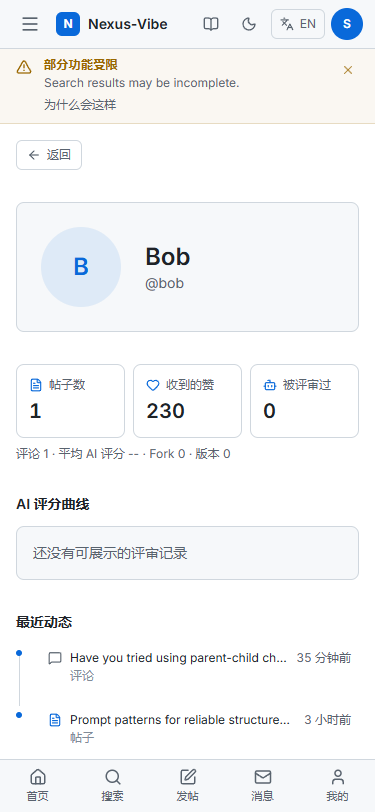 N Nexus-Vibe EN S
部分功能受限
Search results may be incomplete.
为什么会这样
返回
B
Bob
@bob
帖子数 收到的赞 被评审过
1 230 0
评论 1 · 平均 AI 评分 -- · Fork 0 · 版本 0
AI 评分曲线
还没有可展示的评审记录
最近动态
Have you tried using parent-child ch... 35 分钟前
评论
Prompt patterns for reliable structure... 3 小时前
帖子
首页 搜索 发帖 消息 我的